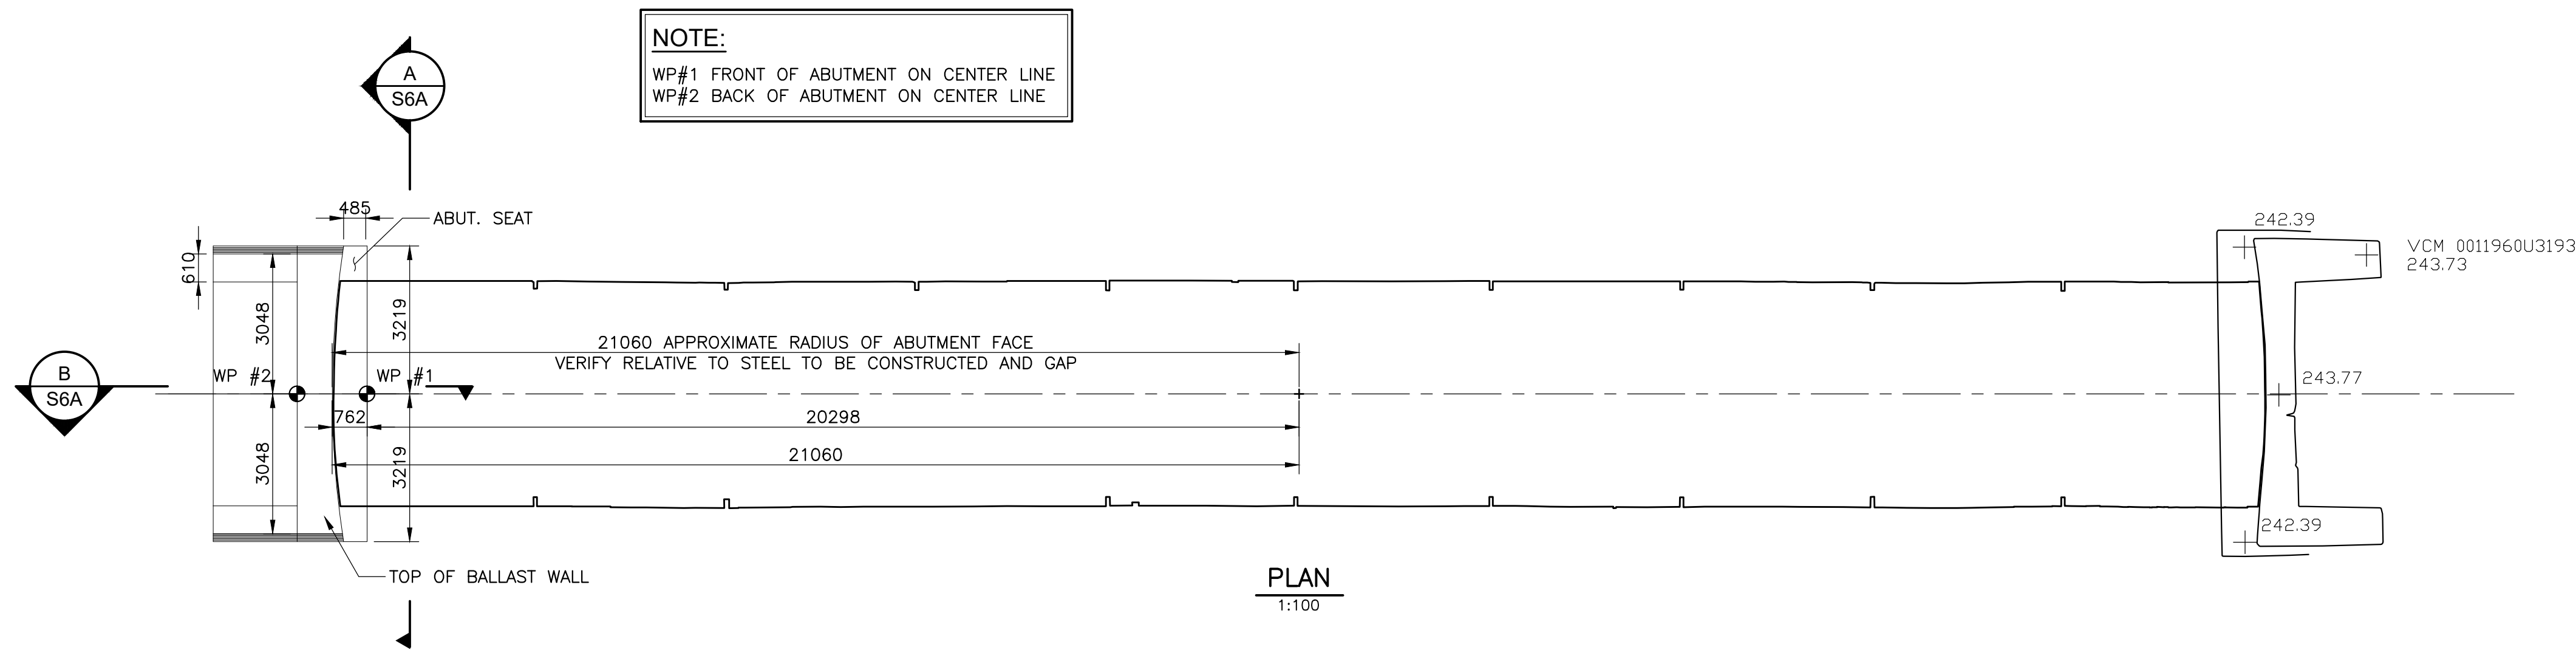 NOTE:
WP#1 FRONT OF ABUTMENT ON CENTER LINE
WP#2 BACK OF ABUTMENT ON CENTER LINE
A
S6A
485
ABUT. SEAT
242.39
VCM 0011960U3193
243.73
610
3048
3219
21060 APPROXIMATE RADIUS OF ABUTMENT FACE
VERIFY RELATIVE TO STEEL TO BE CONSTRUCTED AND GAP
B
S6A
WP #2
WP #1
243.77
762
20298
3048
3219
21060
242.39
TOP OF BALLAST WALL
PLAN
1:100